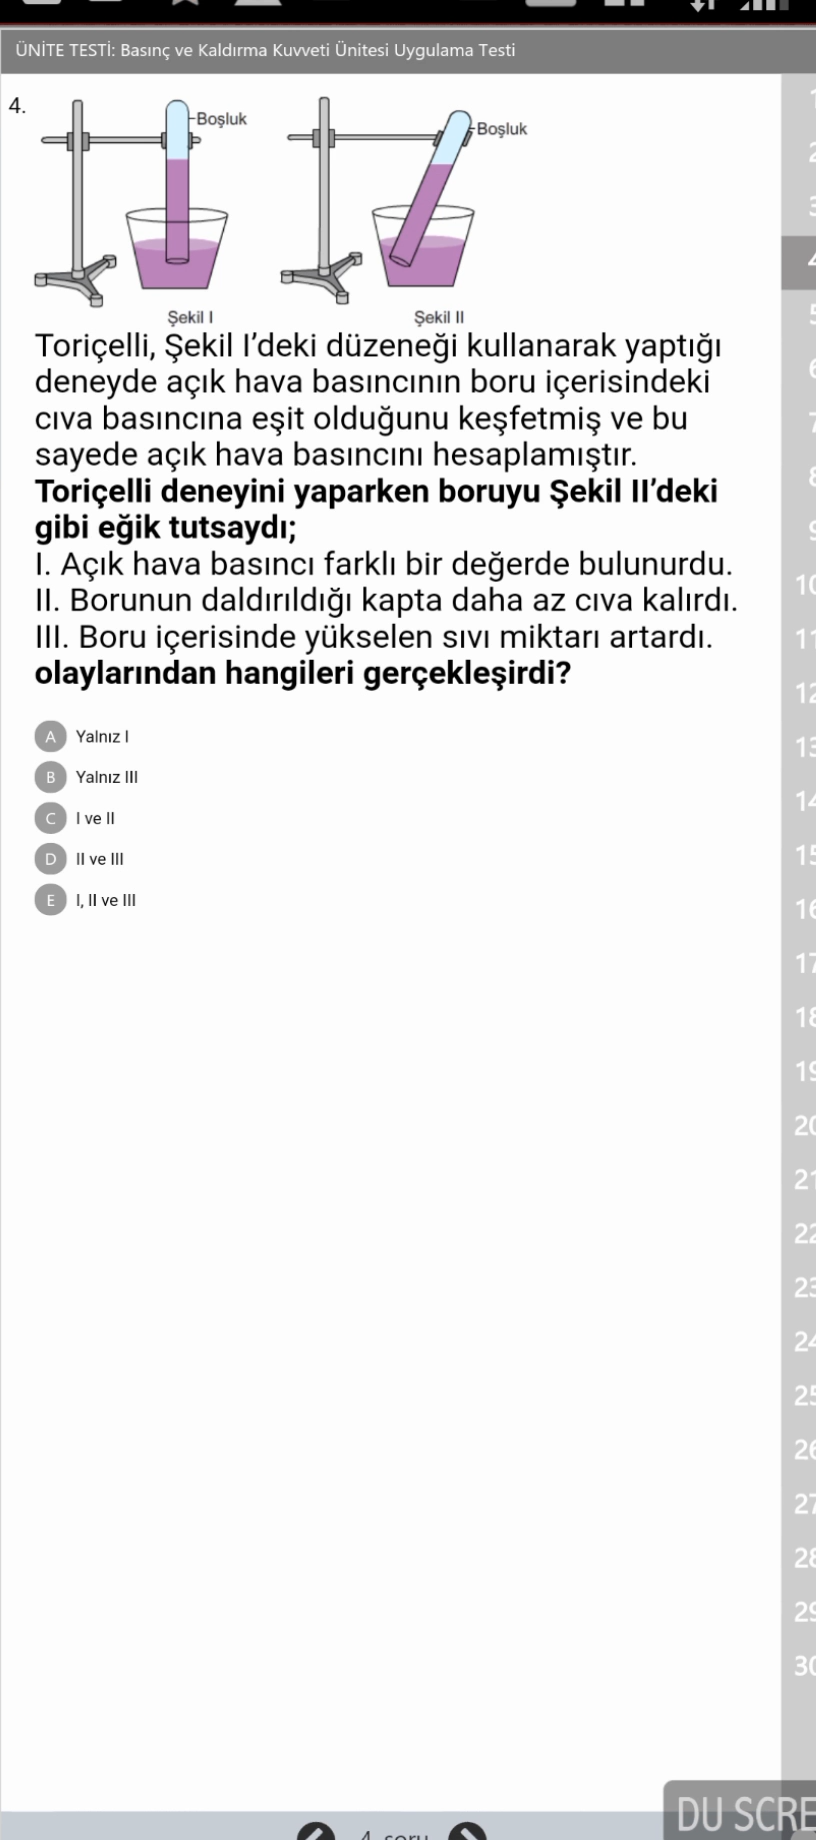 ÜNİTE TESTİ: Basınç ve Kaldırma Kuvveti Ünitesi Uygulama Testi
4.
Boşluk
Boşluk
Şekil I
Şekil II
Toriçelli, Şekil I’deki düzeneği kullanarak yaptığı
deneyde açık hava basıncının boru içerisindeki
cıva basıncına eşit olduğunu keşfetmiş ve bu
sayede açık hava basıncını hesaplamıştır.
Toriçelli deneyini yaparken boruyu Şekil II’deki
gibi eğik tutsaydı;
I. Açık hava basıncı farklı bir değerde bulunurdu.
II. Borunun daldırıldığı kapta daha az cıva kalırdı.
III. Boru içerisinde yükselen sıvı miktarı artardı.
olaylarından hangileri gerçekleşirdi?
A Yalnız I
B Yalnız III
C I ve II
D II ve III
E I, II ve III
10
11
12
13
14
15
16
17
18
19
20
21
22
23
24
25
26
27
28
29
30
DU SCRE
4. soru